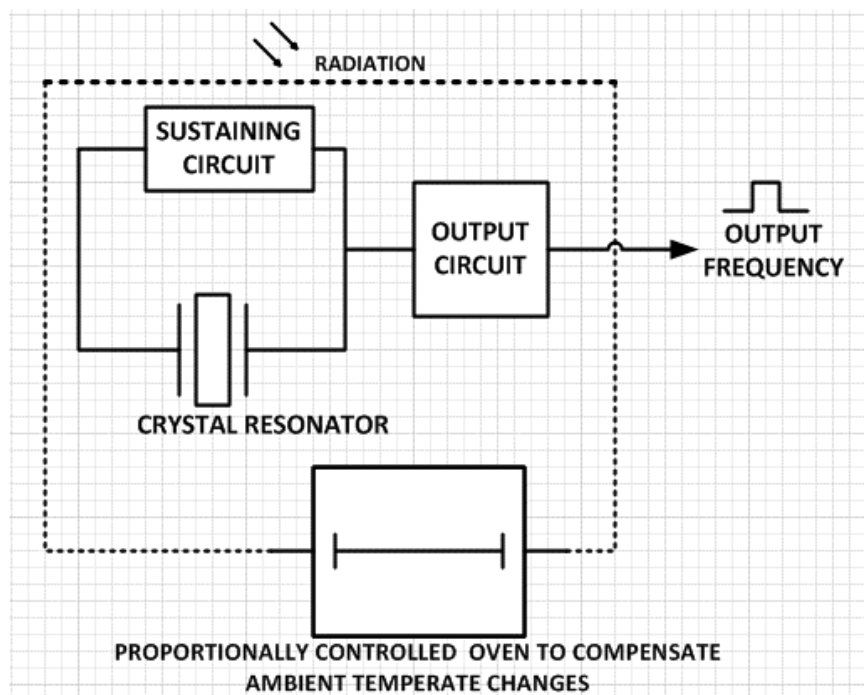 RADIATION
SUSTAINING
CIRCUIT
OUTPUT
CIRCUIT
OUTPUT
FREQUENCY
CRYSTAL RESONATOR
PROPORTIONALLY CONTROLLED OVEN TO COMPENSATE
AMBIENT TEMPERATE CHANGES